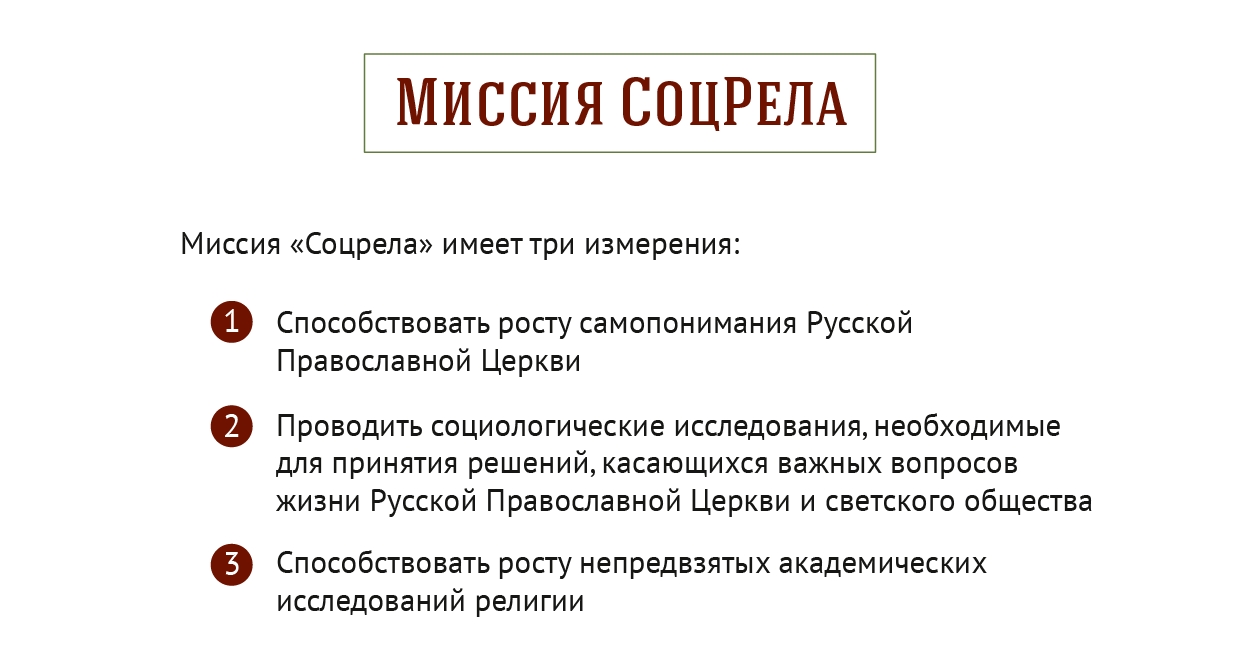 Миссия СоцРела
Миссия «Соцрела» имеет три измерения:
1 Способствовать росту самопонимания Русской
Православной Церкви
2 Проводить социологические исследования, необходимые
для принятия решений, касающихся важных вопросов
жизни Русской Православной Церкви и светского общества
3 Способствовать росту непредвзятых академических
исследований религии